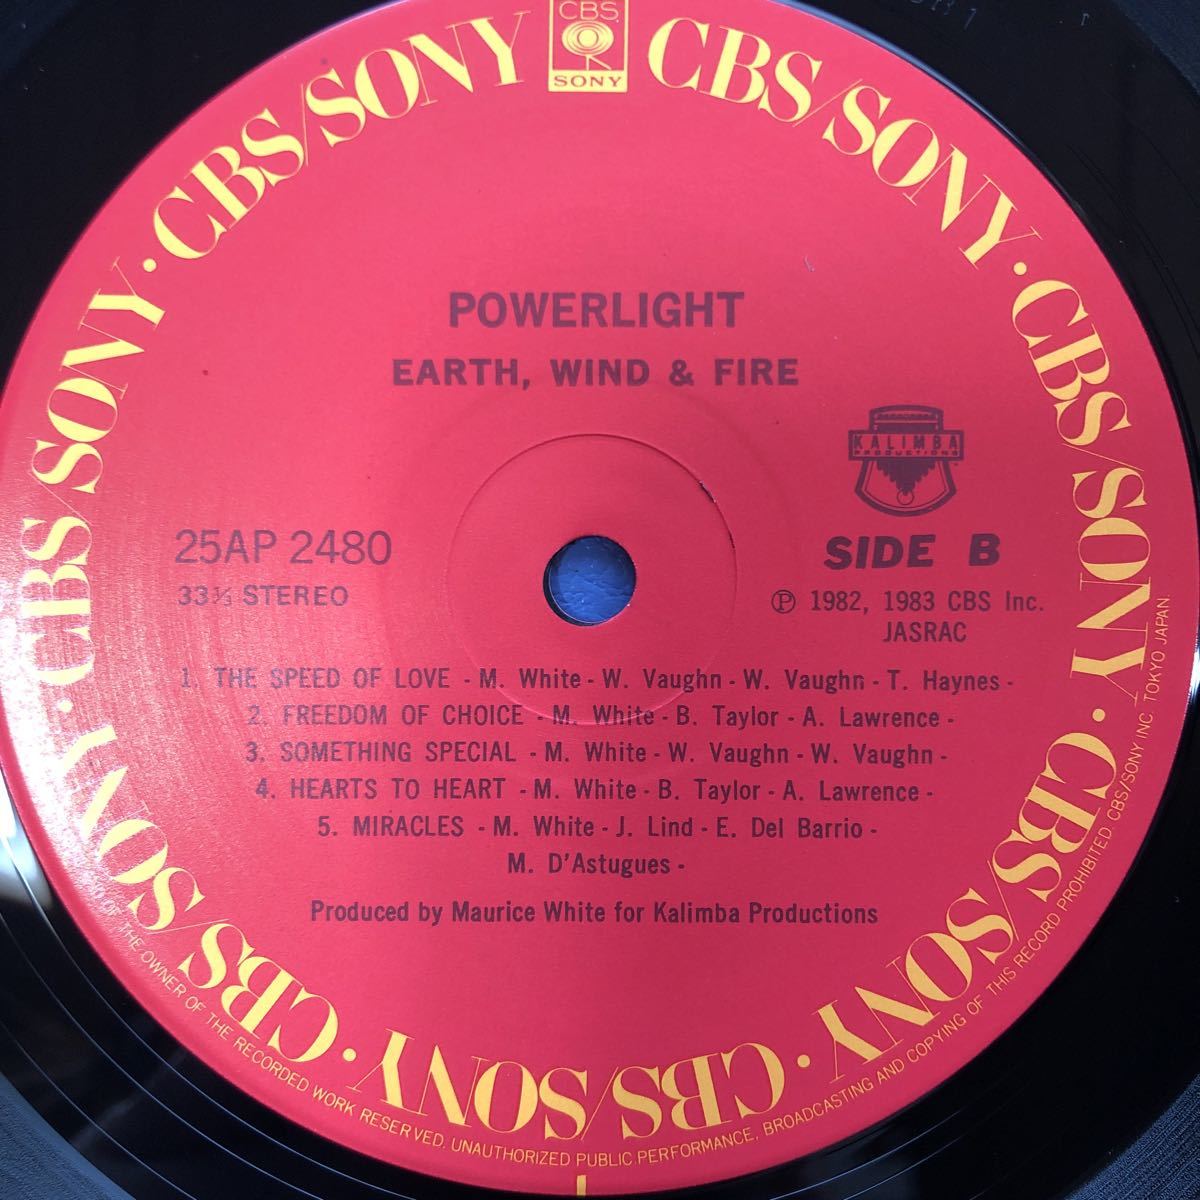 CBS
SONY
CBS/SONY · CBS/SONY · CBS/SONY · CBS/SONY · CBS/SONY · CBS/SONY · CBS/SONY · CBS/SONY
POWERLIGHT
EARTH, WIND & FIRE
KALIMBA
PRODUCTIONS
25AP 2480
SIDE B
33⅓ STEREO
Ⓟ 1982, 1983 CBS Inc.
JASRAC
1. THE SPEED OF LOVE - M. White - W. Vaughn - W. Vaughn - T. Haynes -
2. FREEDOM OF CHOICE - M. White - B. Taylor - A. Lawrence -
3. SOMETHING SPECIAL - M. White - W. Vaughn - W. Vaughn -
4. HEARTS TO HEART - M. White - B. Taylor - A. Lawrence -
5. MIRACLES - M. White - J. Lind - E. Del Barrio -
M. D'Astugues -
Produced by Maurice White for Kalimba Productions
OF THE OWNER OF THE RECORDED WORK RESERVED. UNAUTHORIZED PUBLIC PERFORMANCE, BROADCASTING AND COPYING OF THIS RECORD PROHIBITED. CBS/SONY INC. TOKYO JAPAN.